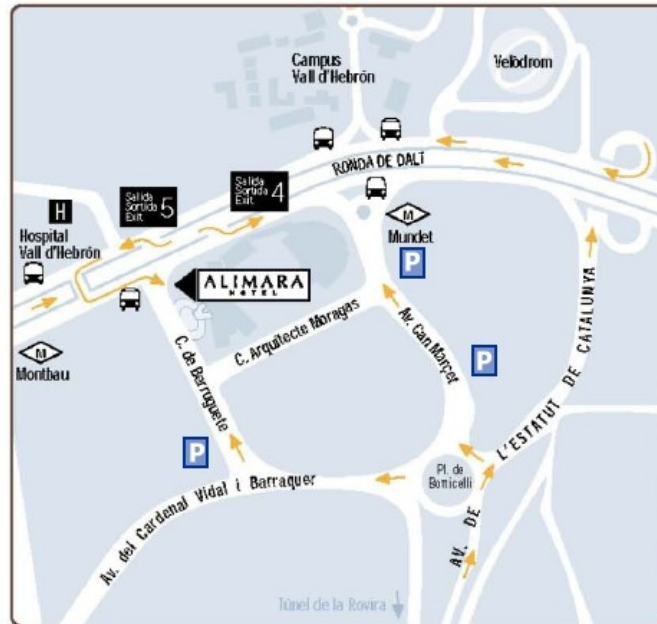 Campus
Vall d'Hebrón
Velòdrom
RONDA DE DALT
Salida
Sortida
Exit 5
Salida
Sortida
Exit 4
H
Hospital
Vall d'Hebrón
M
Mundet
P
ALIMARA
HOTEL
M
Montbau
C. de Berruguete
C. Arquitecte Moragas
Av. Can Marçet
P
P
AV. DE L'ESTATUT DE CATALUNYA
Pl. de
Botticelli
Av. del Cardenal Vidal i Barraquer
Túnel de la Rovira